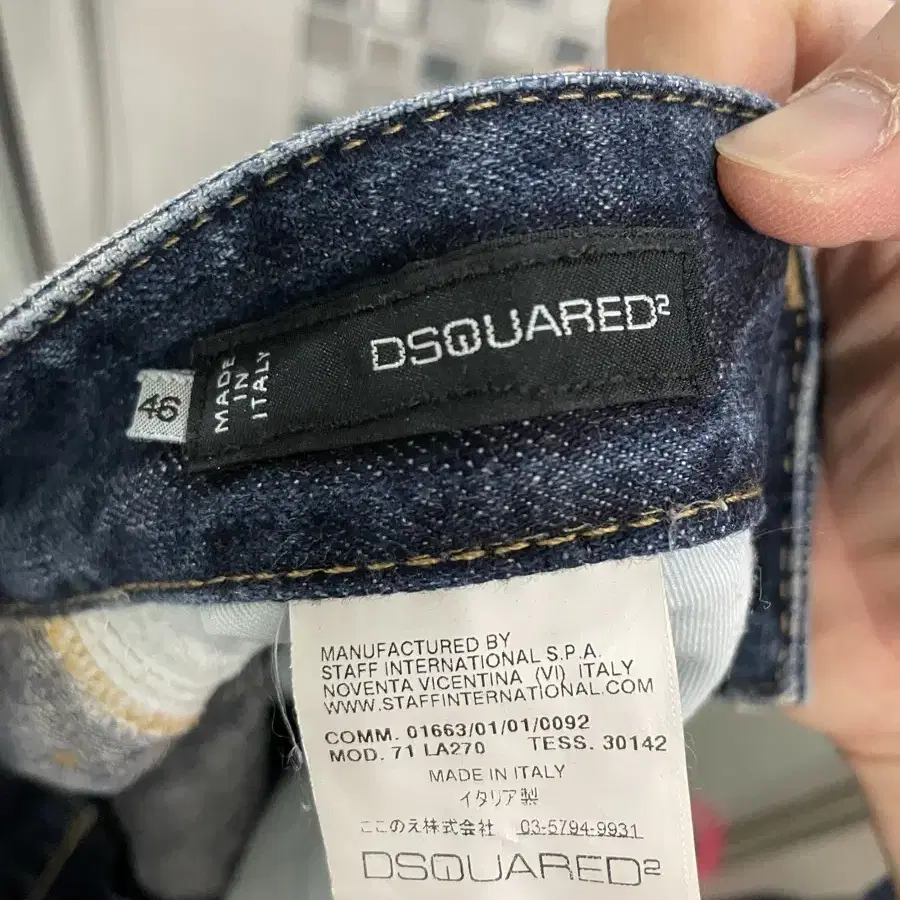 DSQUARED²
MADE
IN
ITALY
46
MANUFACTURED BY
STAFF INTERNATIONAL S.P.A.
NOVENTA VICENTINA (VI) ITALY
WWW.STAFFINTERNATIONAL.COM
COMM. 01663/01/01/0092
MOD. 71 LA270 TESS. 30142
MADE IN ITALY
イタリア製
ここのえ株式会社 03-5794-9931
DSQUARED²